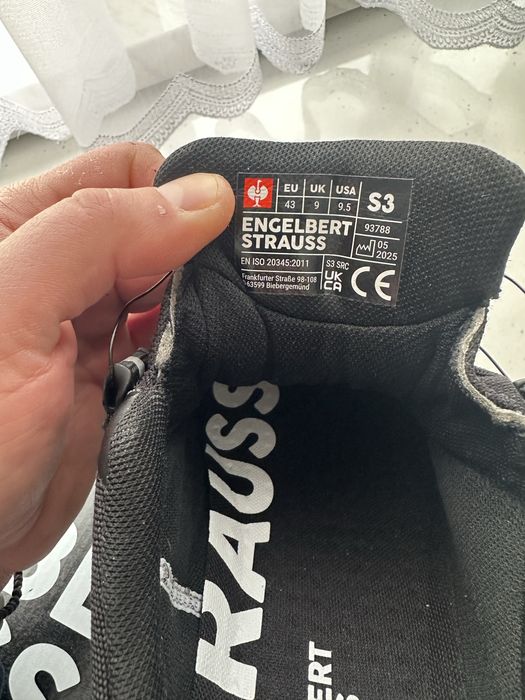 EU UK USA S3
43 9 9.5
ENGELBERT
STRAUSS
93788
05
2025
EN ISO 20345:2011 S3 SRC
Frankfurter Straße 98-108
63599 Biebergemünd
UK
CA
CE
RAUSS
ERT